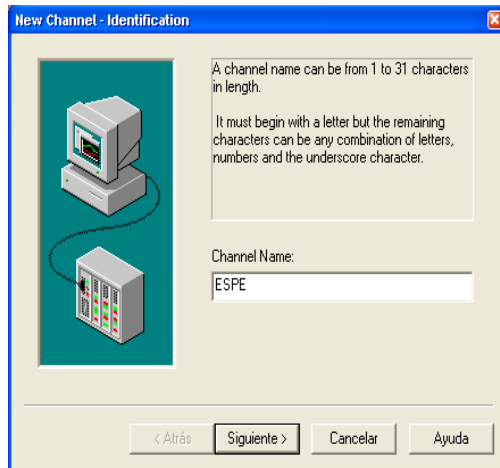 New Channel - Identification
A channel name can be from 1 to 31 characters
in length.
It must begin with a letter but the remaining
characters can be any combination of letters,
numbers and the underscore character.
Channel Name:
ESPE
< Atrás
Siguiente >
Cancelar
Ayuda